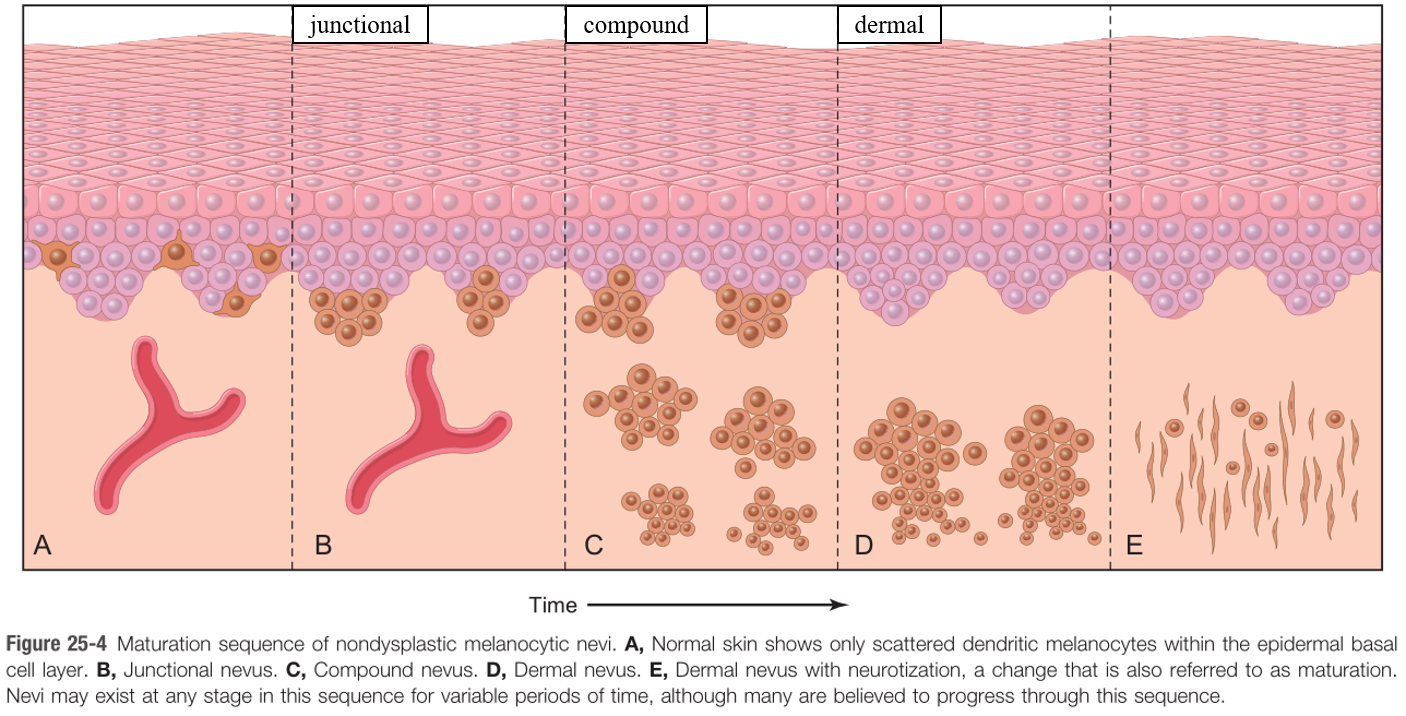 junctional
compound
dermal
A
B
C
D
E
Time
Figure 25-4 Maturation sequence of nondysplastic melanocytic nevi. A, Normal skin shows only scattered dendritic melanocytes within the epidermal basal
cell layer. B, Junctional nevus. C, Compound nevus. D, Dermal nevus. E, Dermal nevus with neurotization, a change that is also referred to as maturation.
Nevi may exist at any stage in this sequence for variable periods of time, although many are believed to progress through this sequence.